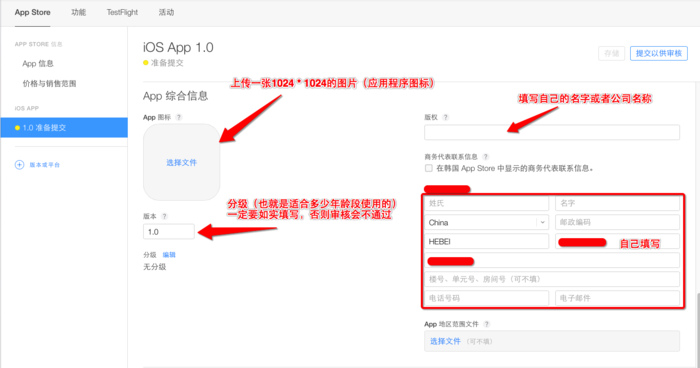 App Store 功能 TestFlight 活动
APP STORE 信息
App 信息
价格与销售范围
iOS APP
1.0 准备提交
版本或平台
iOS App 1.0
准备提交
存储
提交以供审核
App 综合信息
上传一张1024 * 1024的图片（应用程序图标）
App 图标 ?
选择文件
分级（也就是适合多少年龄段使用的）
一定要如实填写，否则审核会不通过
版本 ?
1.0
分级 编辑
无分级
填写自己的名字或者公司名称
版权 ?
商务代表联系信息 ?
在韩国 App Store 中显示的商务代表联系信息。
姓氏 名字
China 邮政编码
HEBEI 自己填写
楼号、单元号、房间号（可不填）
电话号码 电子邮件
App 地区范围文件 ?
选择文件 （可不填）